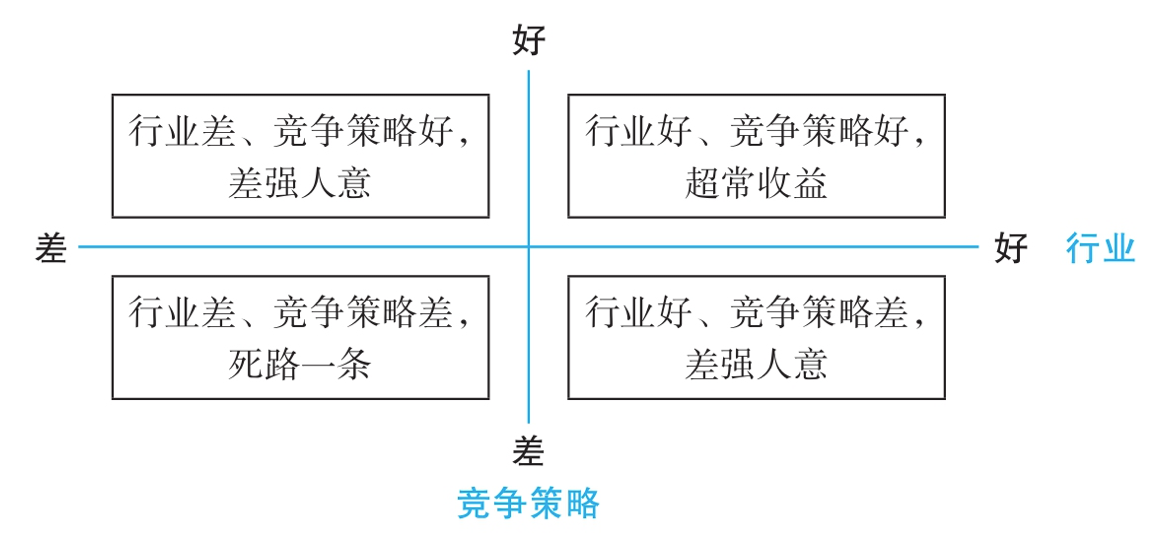 好
行业差、竞争策略好，
差强人意
行业好、竞争策略好，
超常收益
差
好
行业
行业差、竞争策略差，
死路一条
行业好、竞争策略差，
差强人意
差
竞争策略